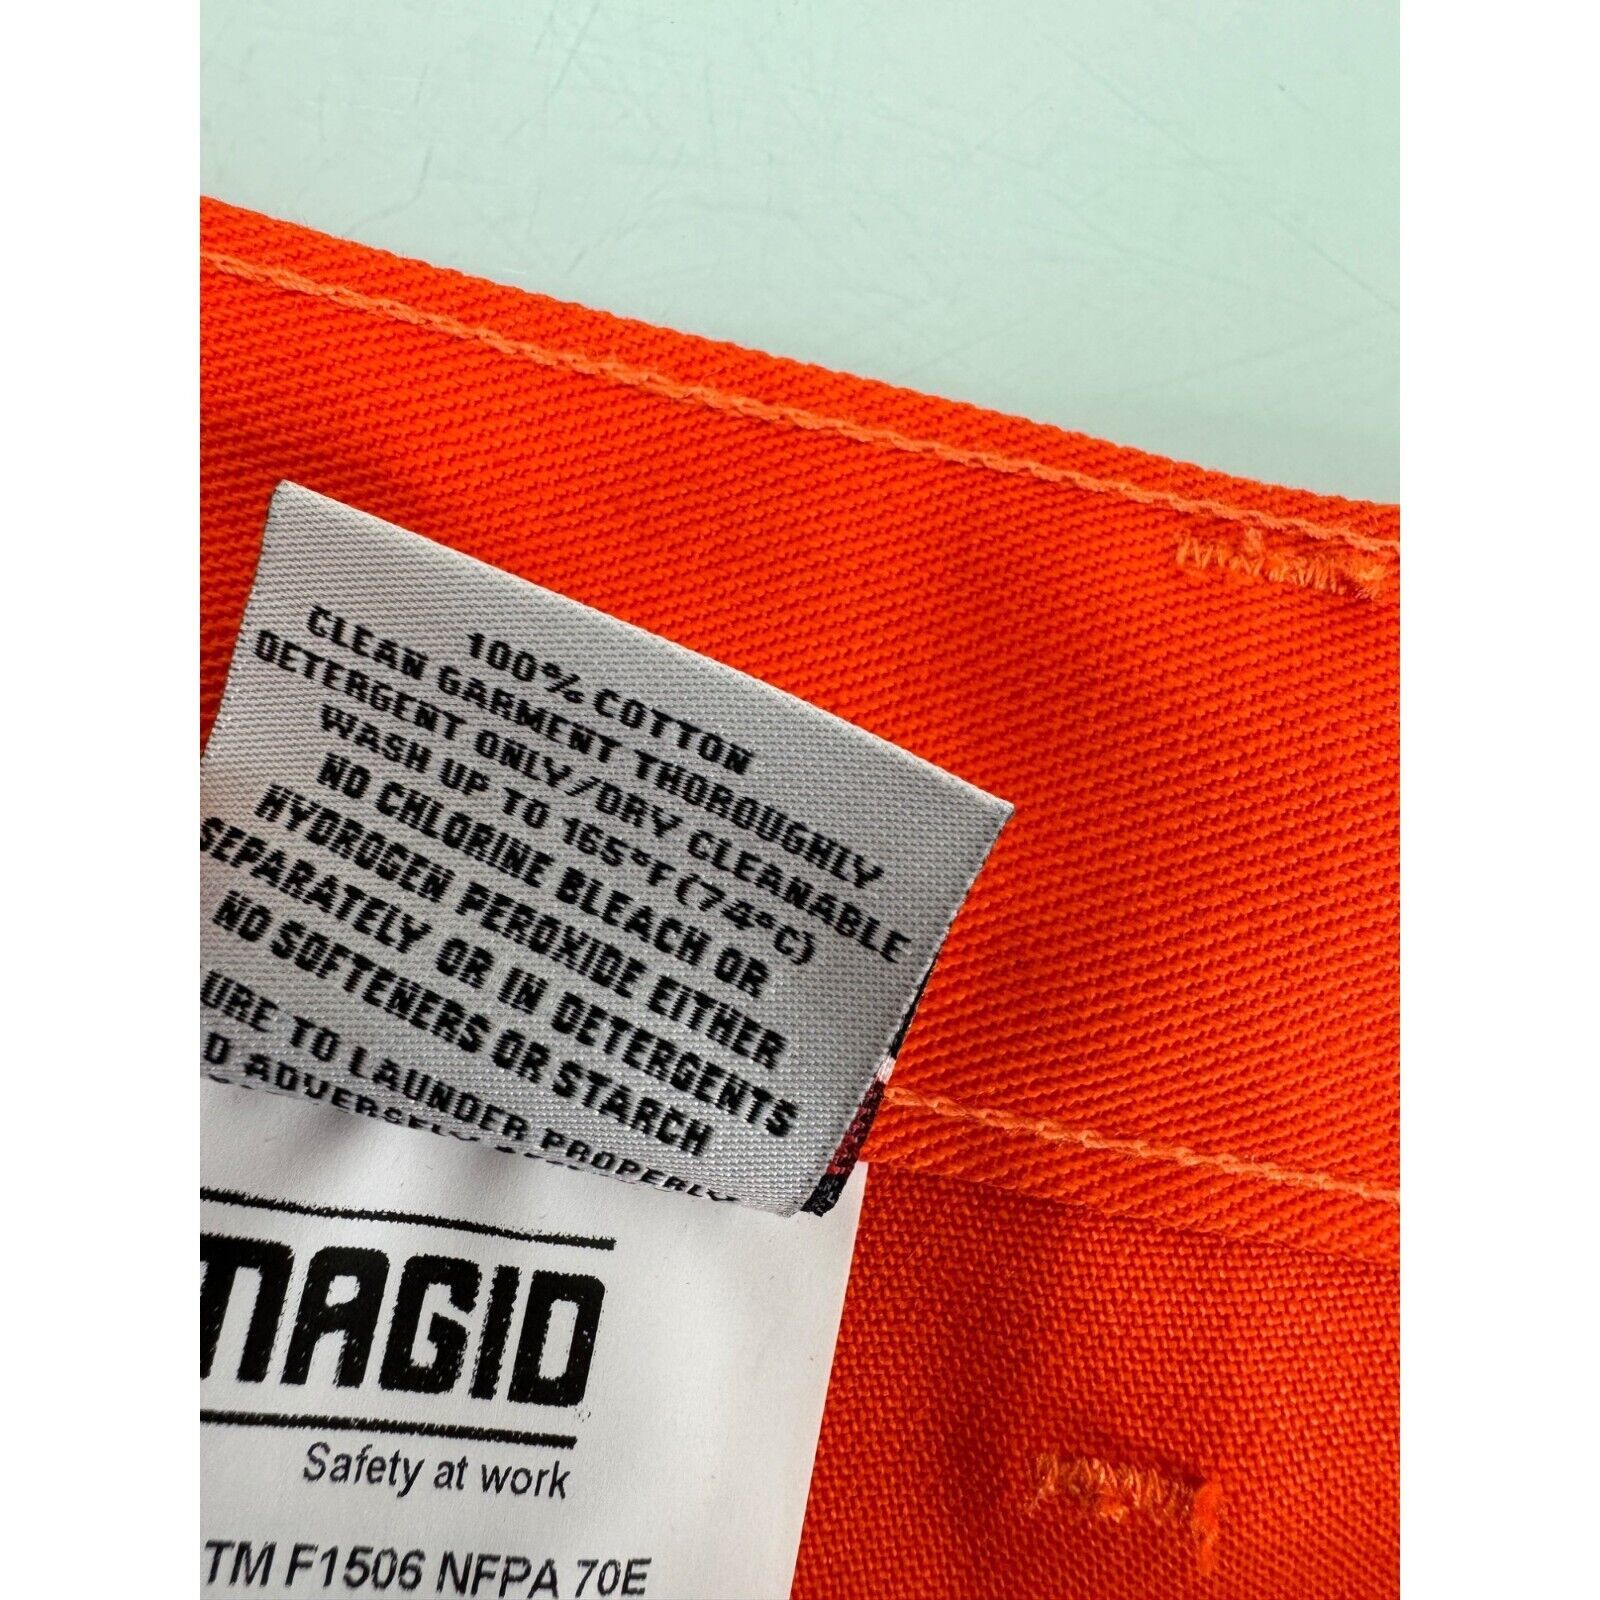 100% COTTON
CLEAN GARMENT THOROUGHLY
DETERGENT ONLY/DRY CLEANABLE
WASH UP TO 165°F (74°C)
NO CHLORINE BLEACH OR
HYDROGEN PEROXIDE EITHER
SEPARATELY OR IN DETERGENTS
NO SOFTENERS OR STARCH
URE TO LAUNDER PROPERLY
D ADVERSELY
MAGID
Safety at work
TM F1506 NFPA 70E